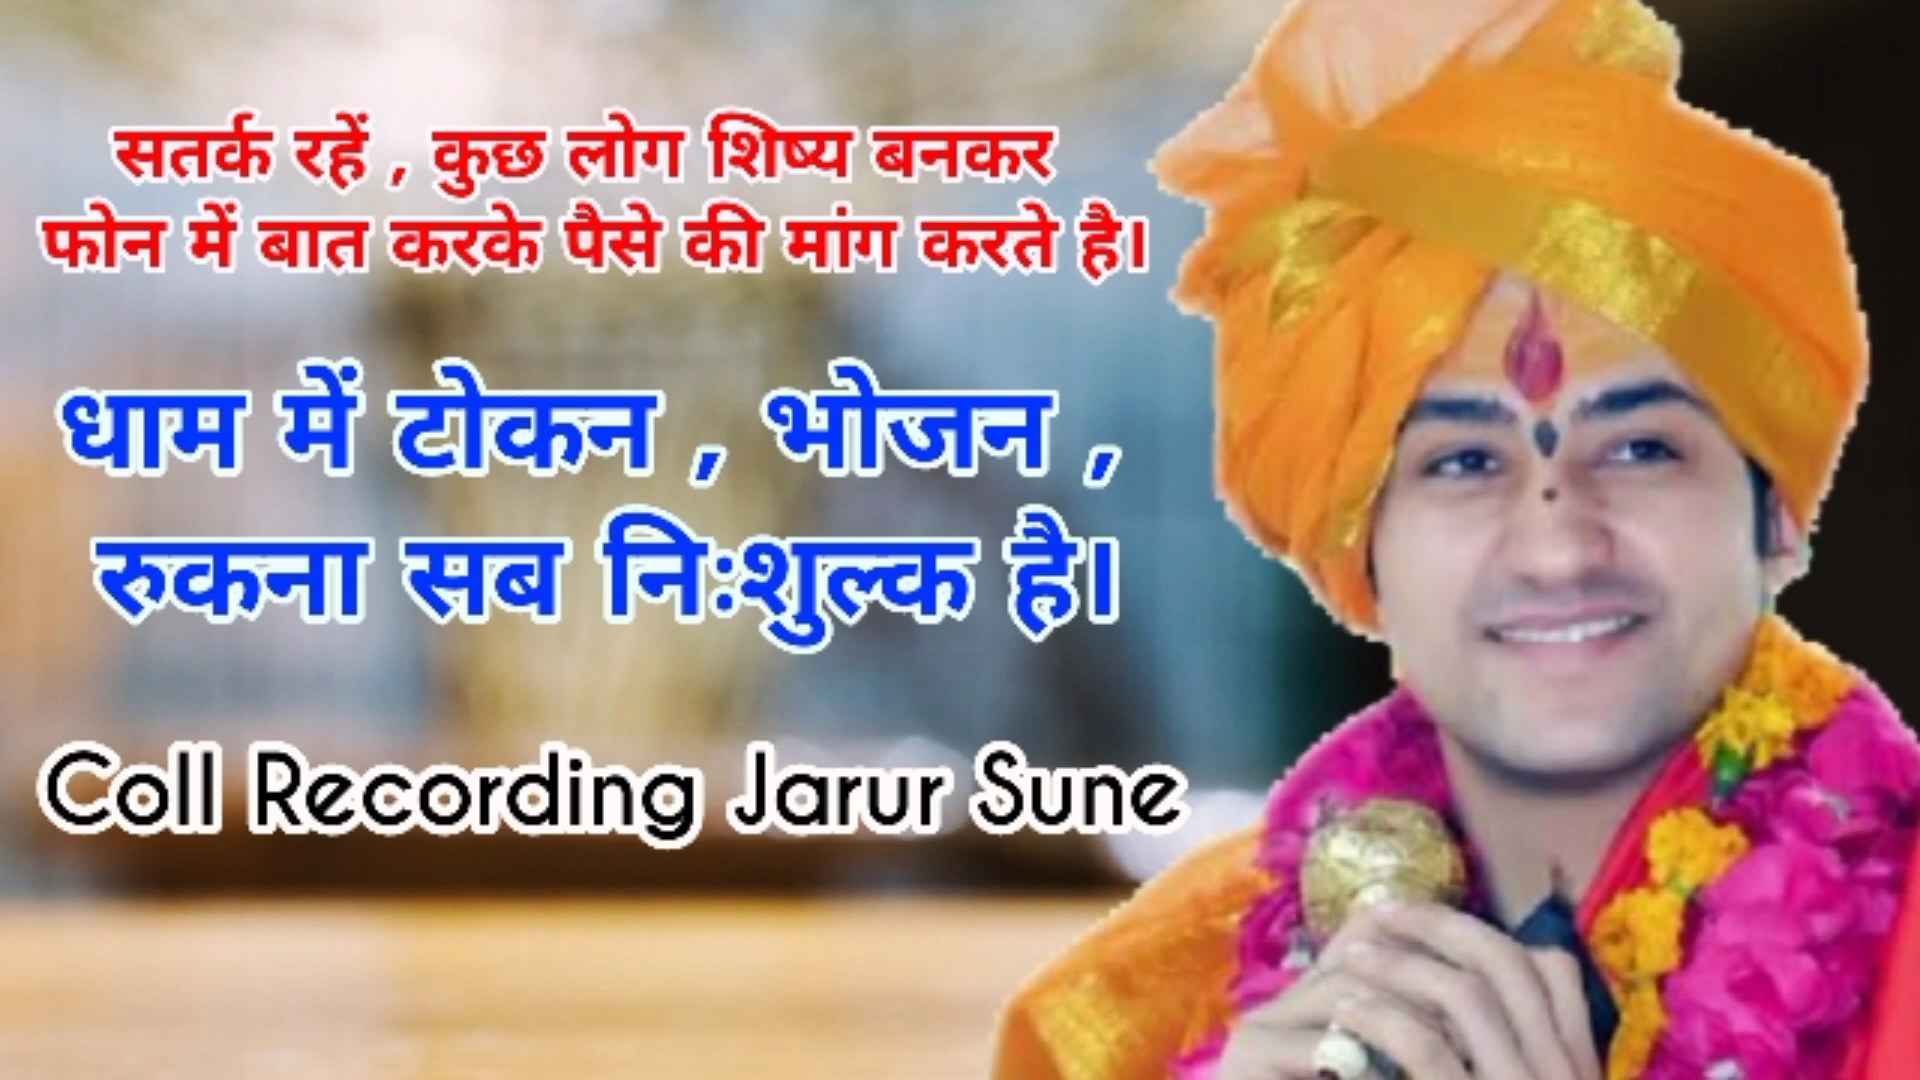 सतर्क रहें , कुछ लोग शिष्य बनकर
फोन में बात करके पैसे की मांग करते है।
धाम में टोकन , भोजन ,
रुकना सब नि:शुल्क है।
Coll Recording Jarur Sune